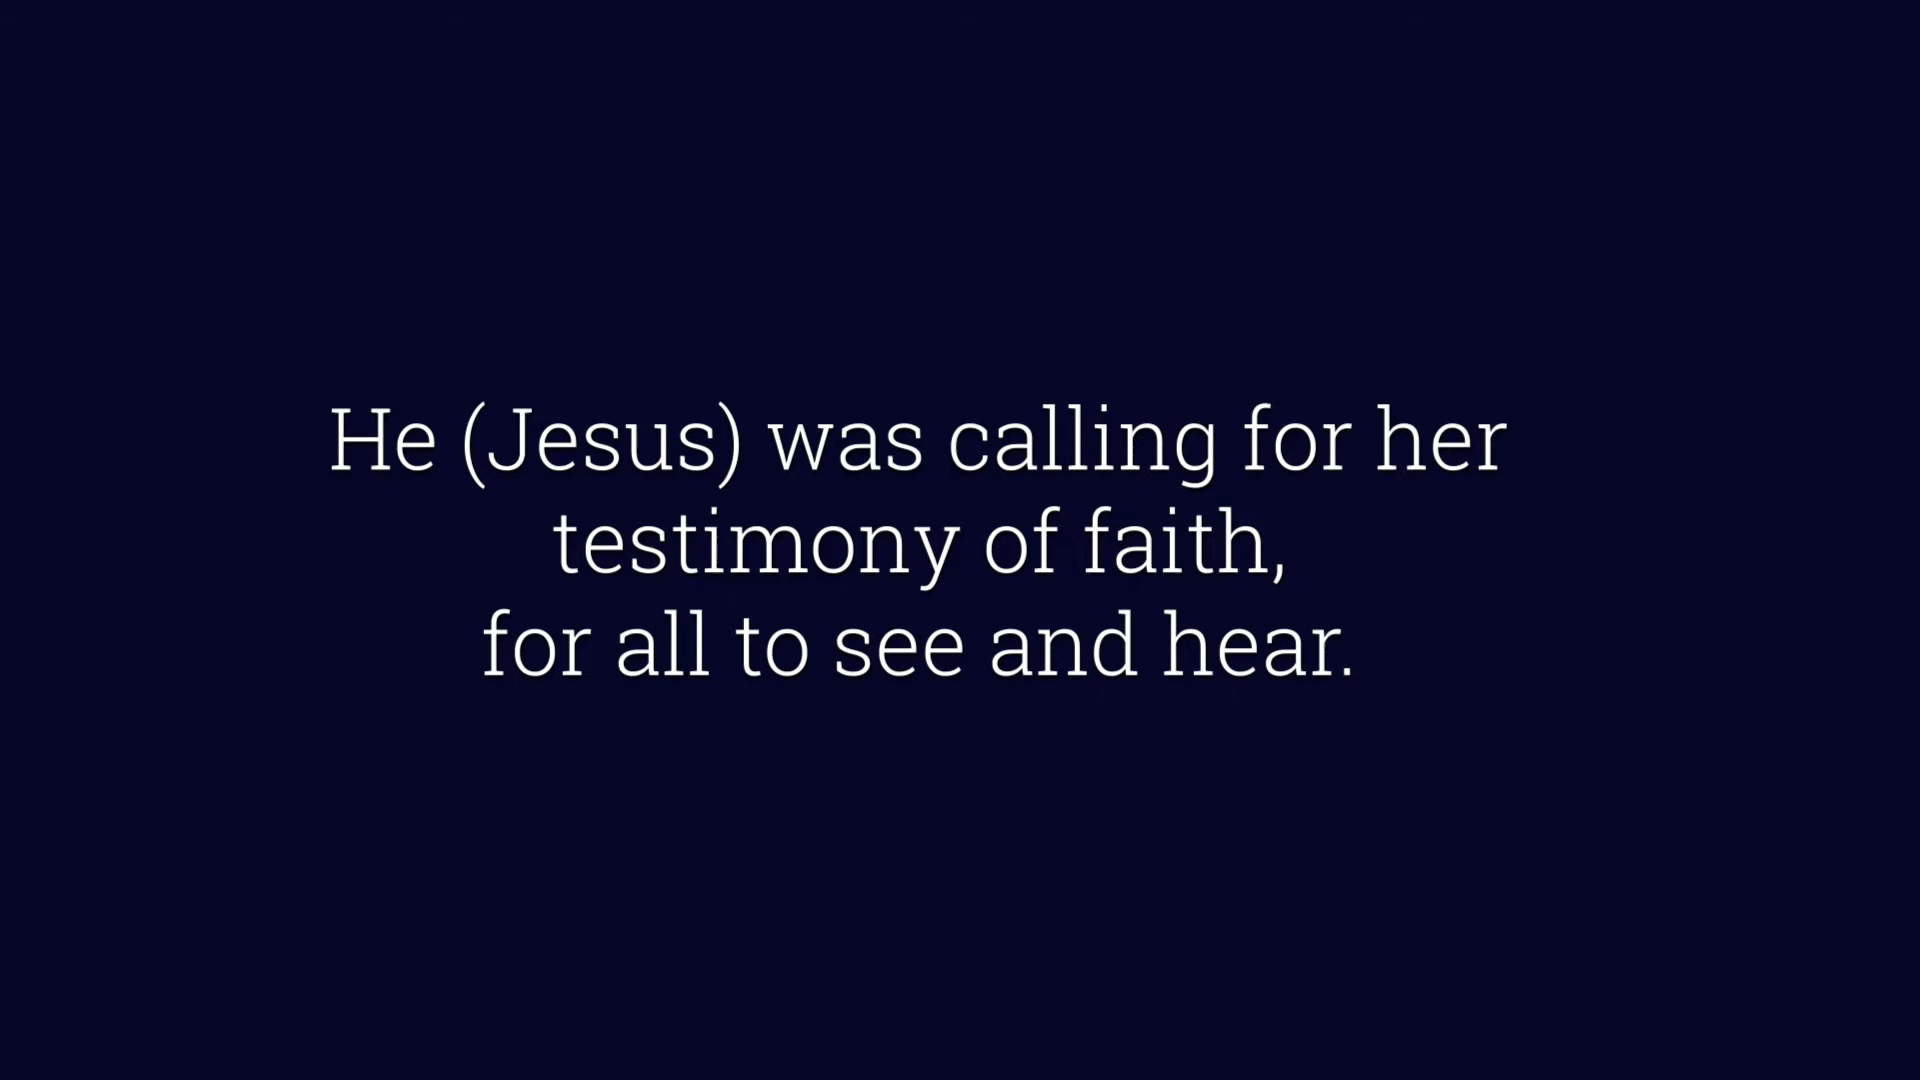 He (Jesus) was calling for her
testimony of faith,
for all to see and hear.